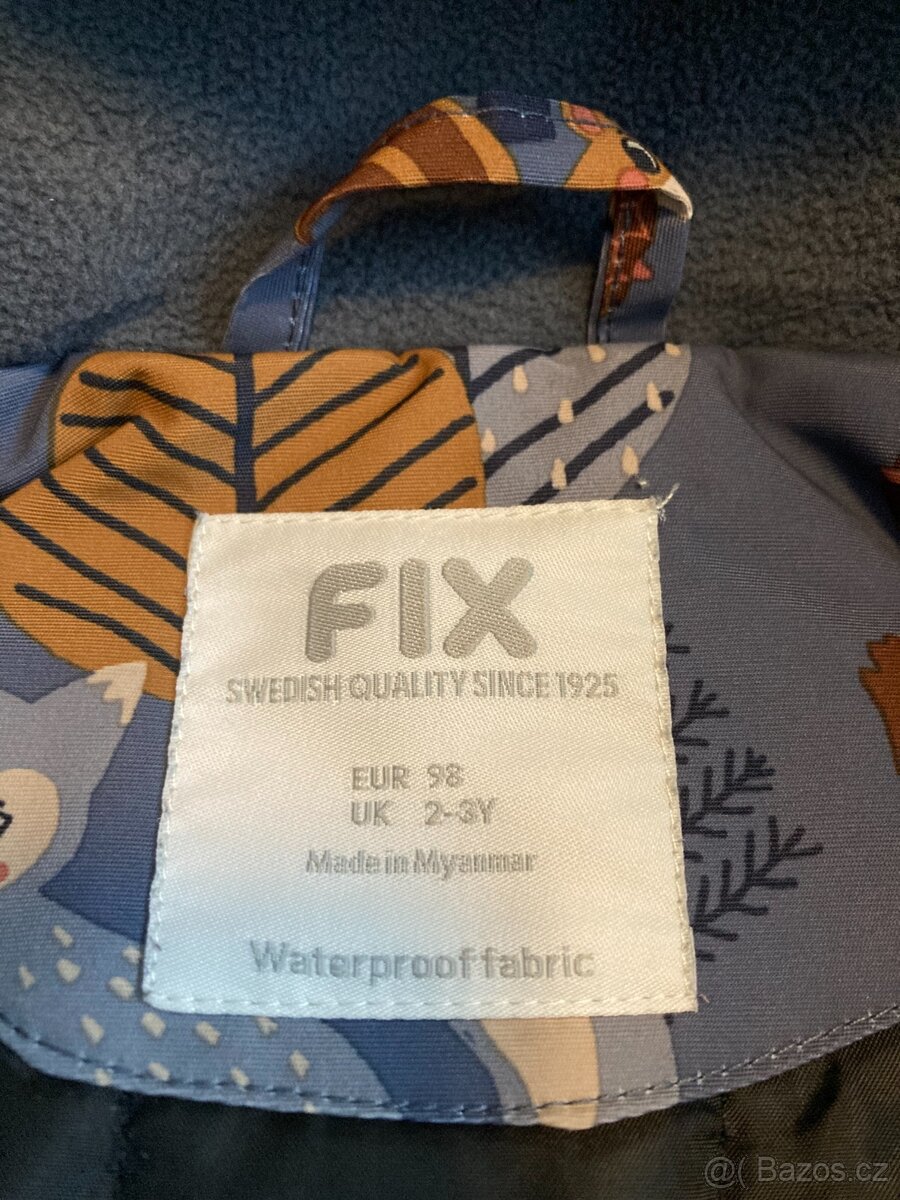 FIX
SWEDISH QUALITY SINCE 1925
EUR 98
UK 2-3Y
Made in Myanmar
Waterproof fabric
@( Bazos.cz